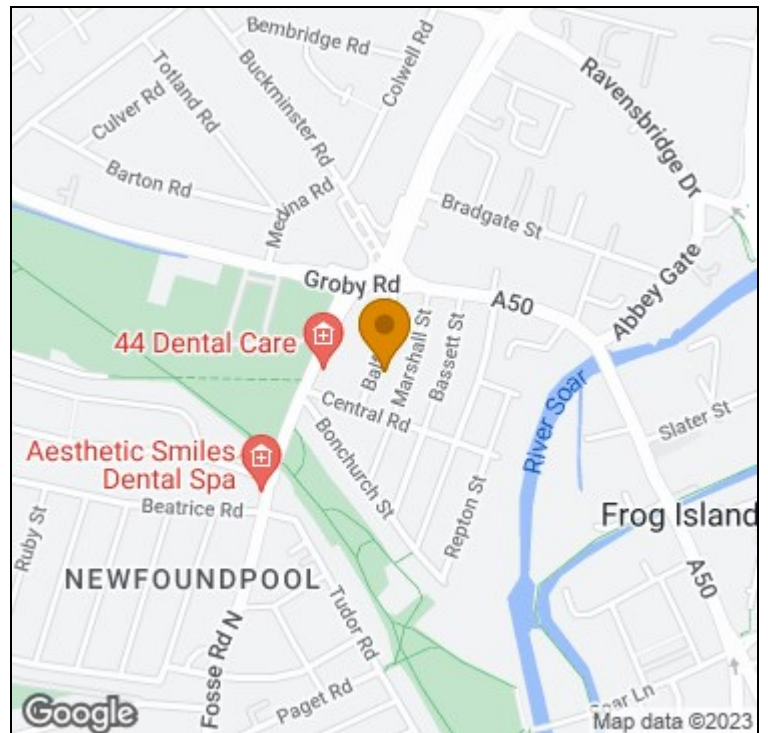 Bembridge Rd
Colwell Rd
Totland Rd
Buckminster Rd
Culver Rd
Ravensbridge Dr
Barton Rd
Medina Rd
Bradgate St
Groby Rd
A50
Abbey Gate
44 Dental Care
Marshall St
Bassett St
Central Rd
River Soar
Slater St
Aesthetic Smiles
Dental Spa
Bonchurch St
Beatrice Rd
Repton St
Ruby St
Frog Island
NEWFOUNDPOOL
A50
Tudor Rd
Fosse Rd N
Paget Rd
Soar Ln
Google
Map data ©2023